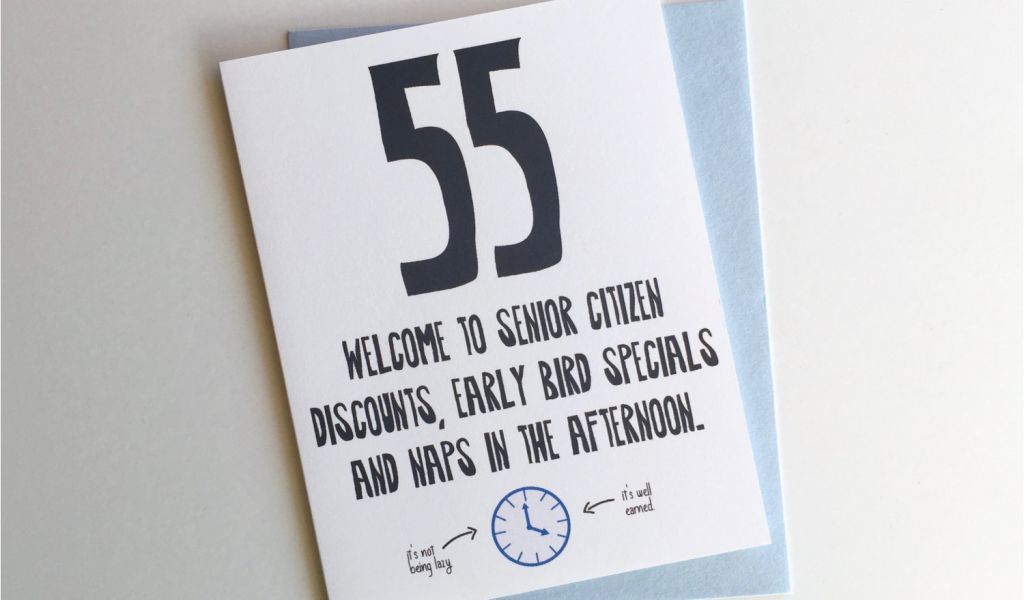 55
WELCOME TO SENIOR CITIZEN
DISCOUNTS, EARLY BIRD SPECIALS
AND NAPS IN THE AFTERNOON.
it's well
earned.
it's not
being lazy